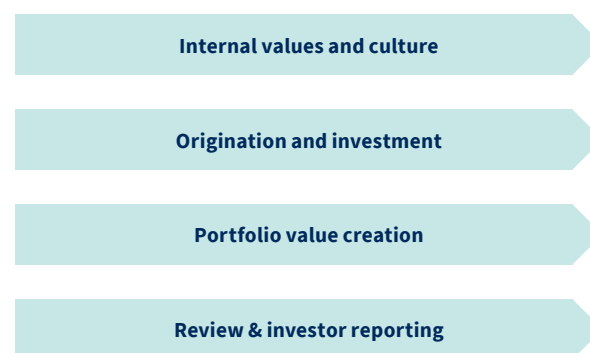 Internal values and culture
Origination and investment
Portfolio value creation
Review & investor reporting